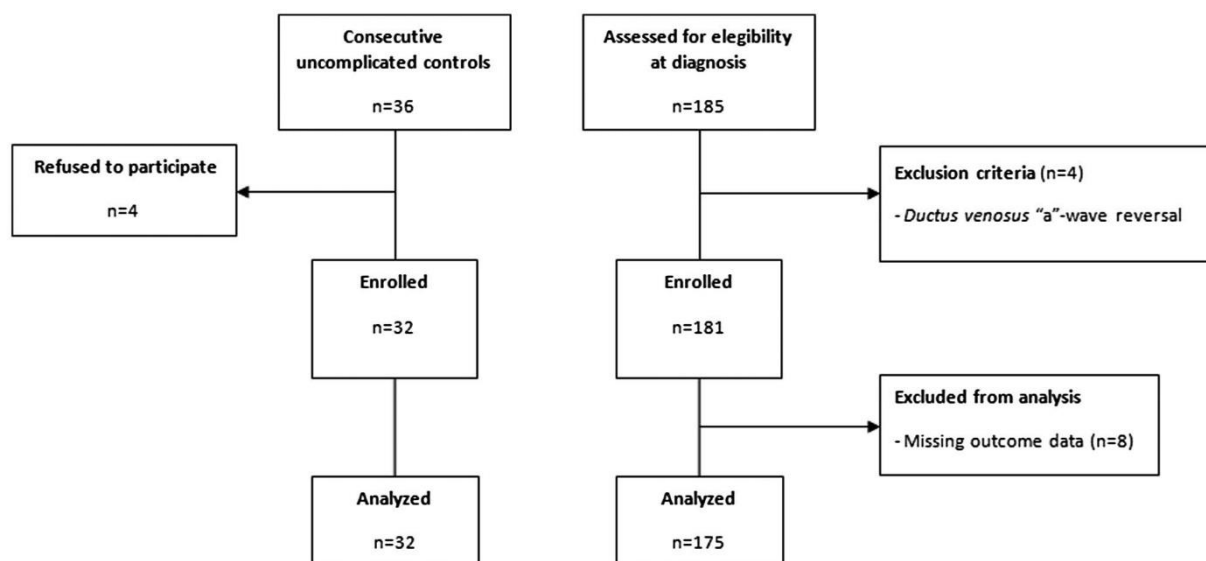 Consecutive
uncomplicated controls
n=36
Assessed for elegibility
at diagnosis
n=185
Refused to participate
n=4
Exclusion criteria (n=4)
- Ductus venosus “a”-wave reversal
Enrolled
n=32
Enrolled
n=181
Excluded from analysis
- Missing outcome data (n=8)
Analyzed
n=32
Analyzed
n=175